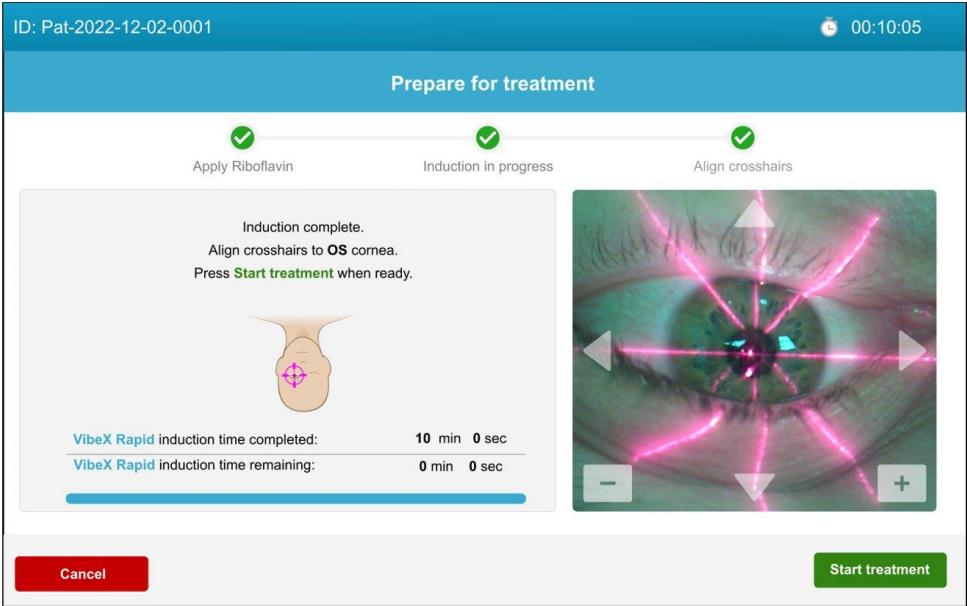 ID: Pat-2022-12-02-0001
00:10:05
Prepare for treatment
Apply Riboflavin
Induction in progress
Align crosshairs
Induction complete.
Align crosshairs to OS cornea.
Press Start treatment when ready.
VibeX Rapid induction time completed: 10 min 0 sec
VibeX Rapid induction time remaining: 0 min 0 sec
− +
Cancel
Start treatment